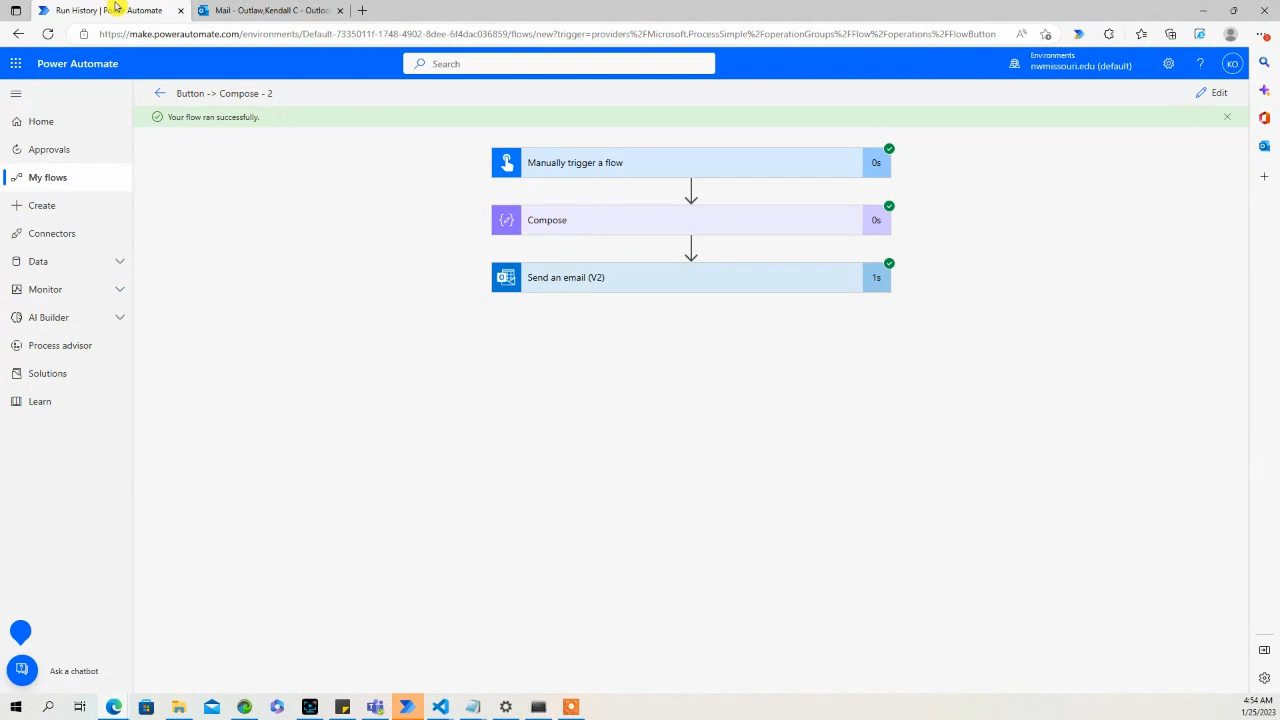 Run History | Power Automate
Mail - Outlaw,Kendall C - Outloo
https://make.powerautomate.com/environments/Default-7335011f-1748-4902-8dee-6f4dac036859/flows/new?trigger=providers%2FMicrosoft.ProcessSimple%2FoperationGroups%2FFlow%2Foperations%2FFlowButton
Power Automate
Search
Environments
nwmissouri.edu (default)
KO
Button -> Compose - 2
Edit
Your flow ran successfully.
Home
Approvals
My flows
Create
Connectors
Data
Monitor
AI Builder
Process advisor
Solutions
Learn
Manually trigger a flow
0s
Compose
0s
Send an email (V2)
1s
Ask a chatbot
4:54 AM
1/25/2023